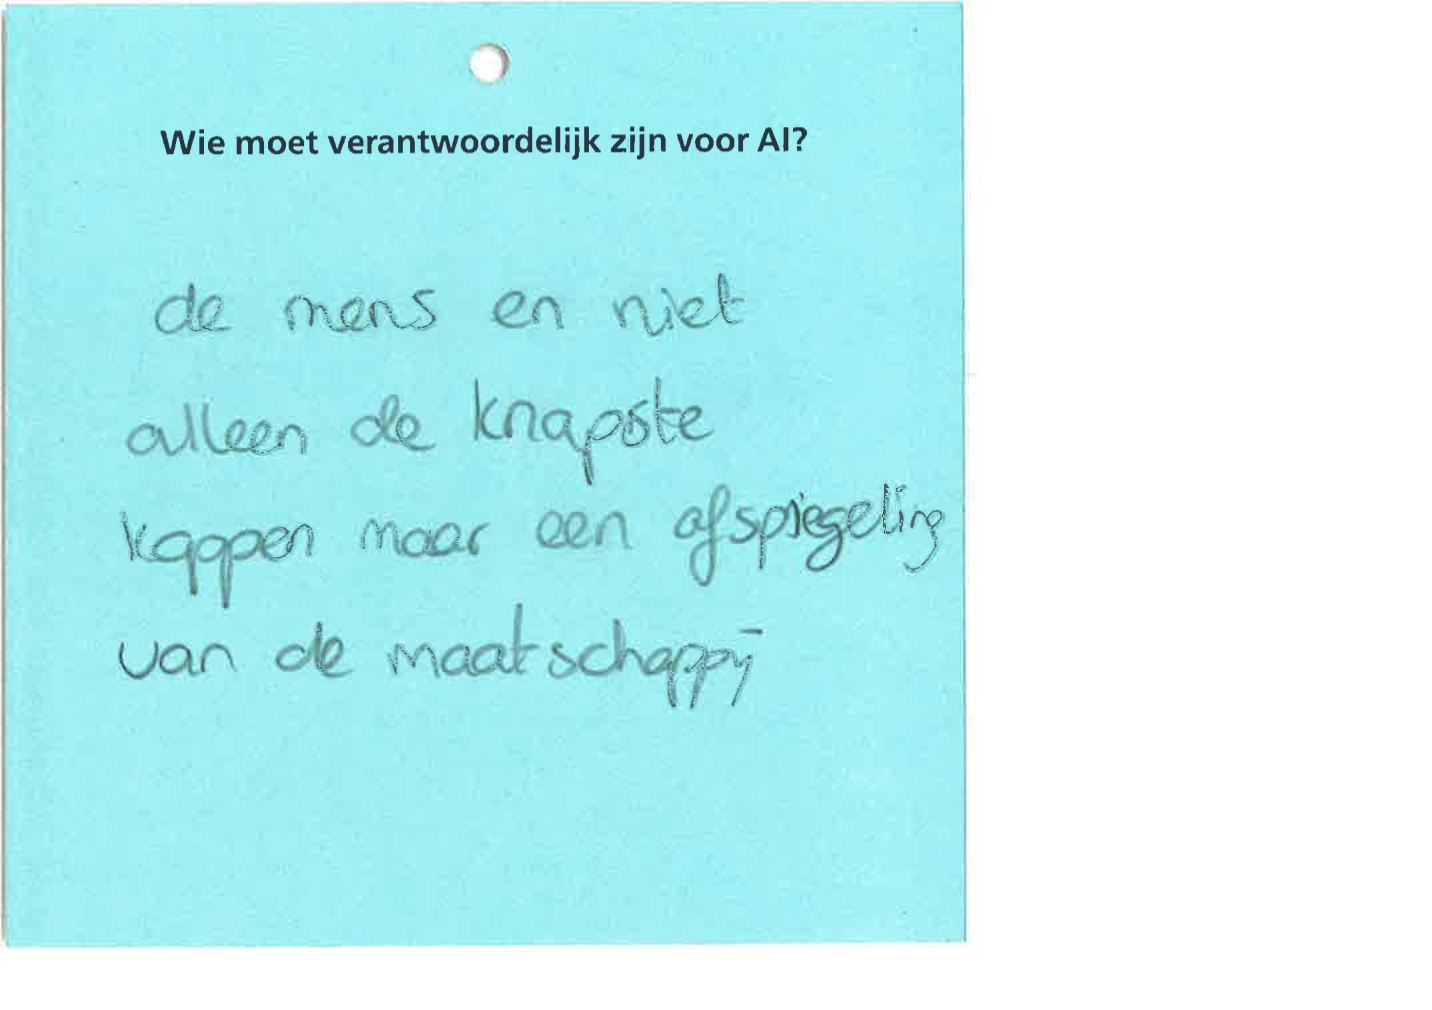 Wie moet verantwoordelijk zijn voor AI?
de mens en niet
alleen de knapste
koppen maar een afspiegeling
van de maatschappij